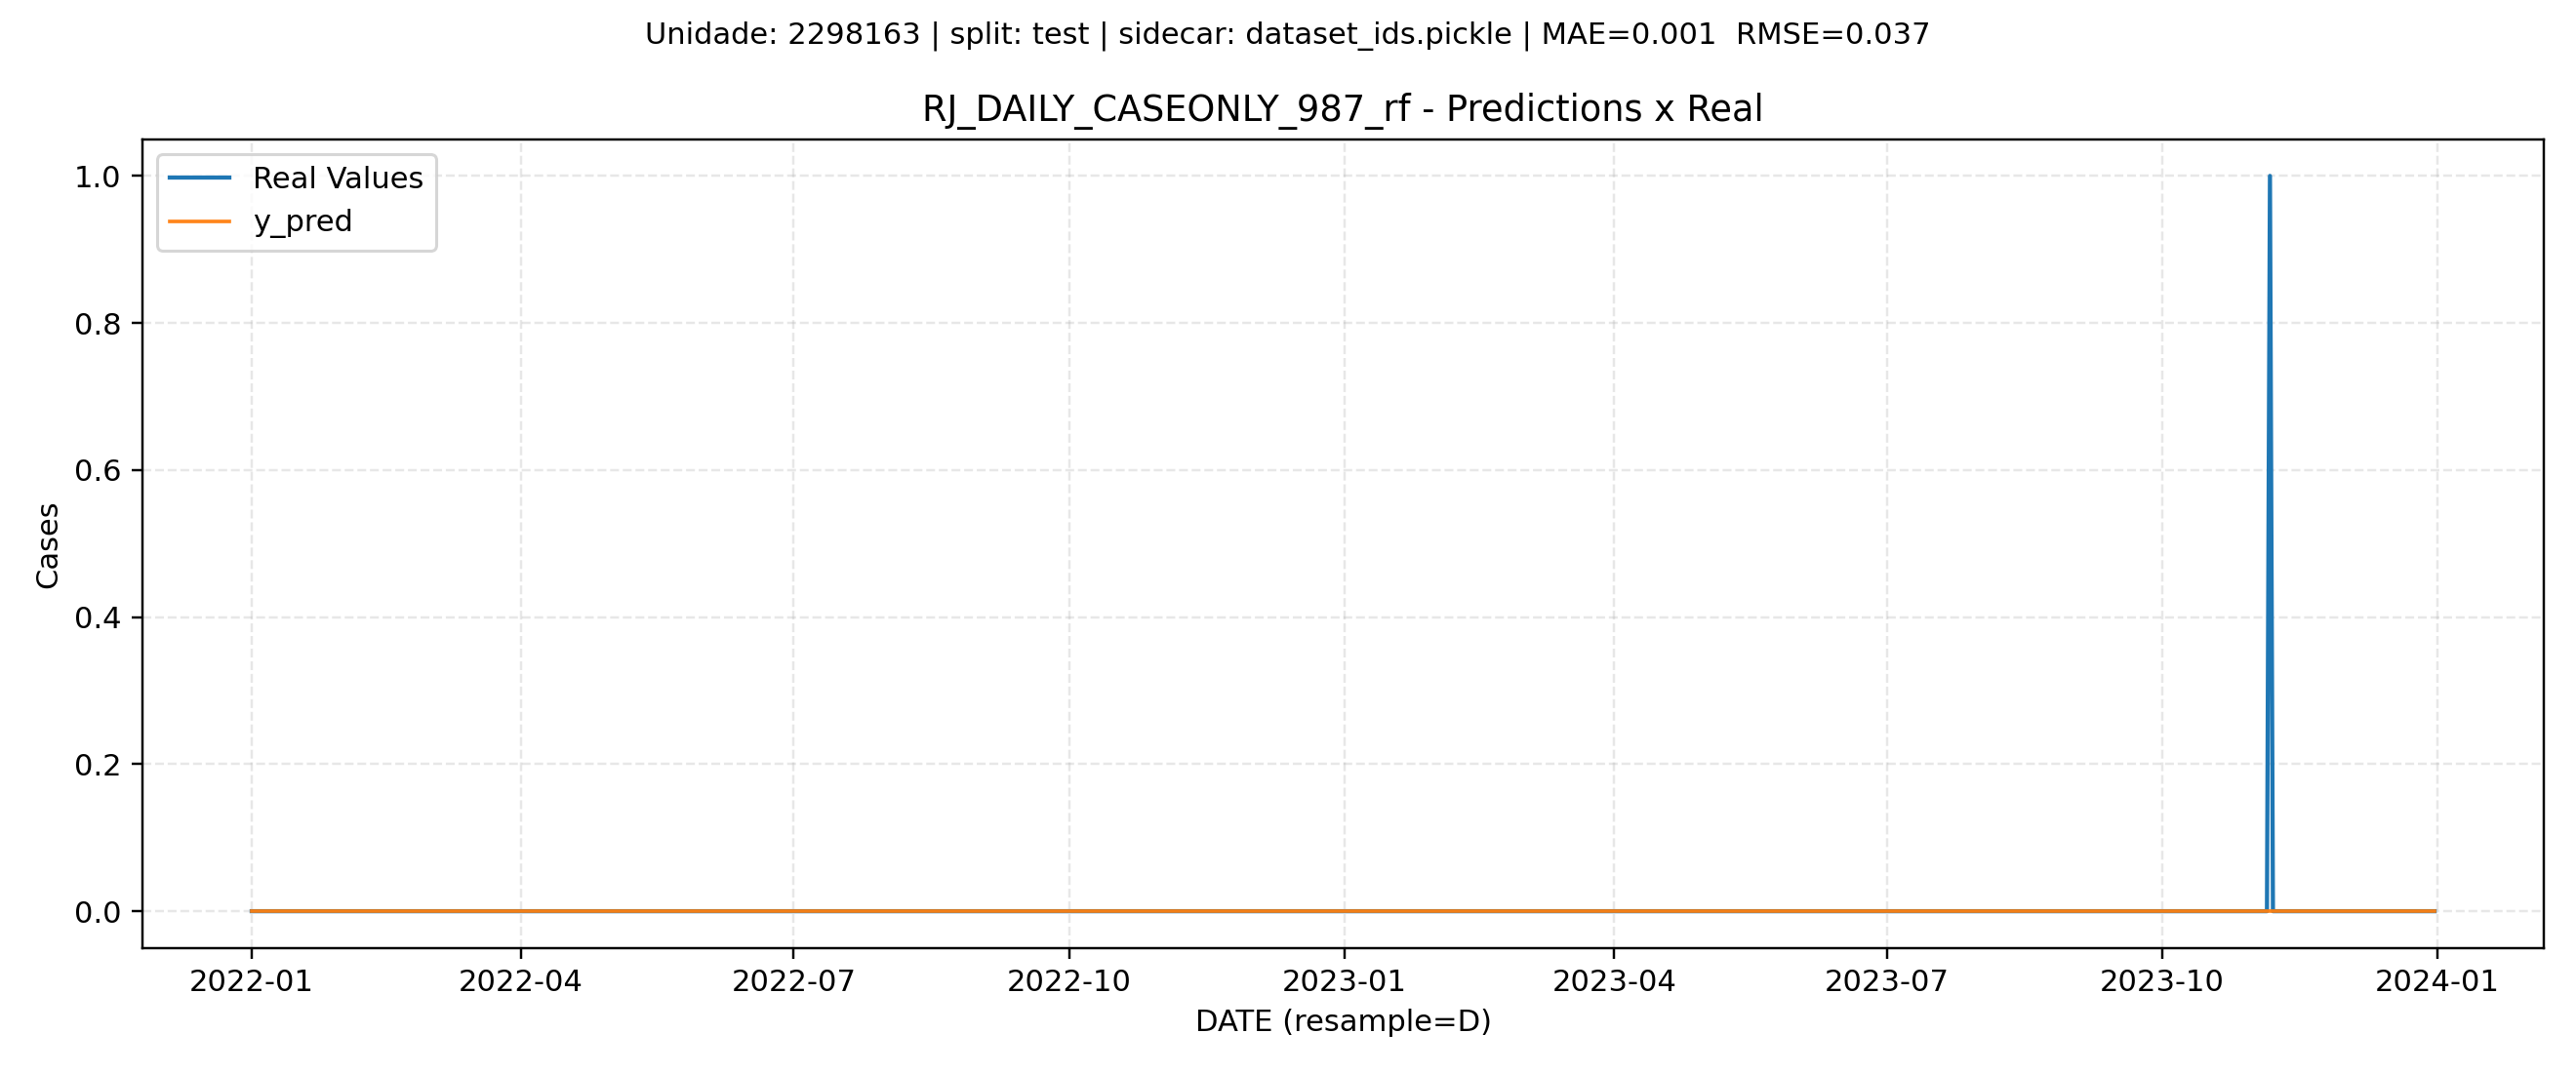 Unidade: 2298163 | split: test | sidecar: dataset_ids.pickle | MAE=0.001  RMSE=0.037
RJ_DAILY_CASEONLY_987_rf - Predictions x Real
Real Values
y_pred
1.0
0.8
0.6
0.4
0.2
0.0
Cases
2022-01
2022-04
2022-07
2022-10
2023-01
2023-04
2023-07
2023-10
2024-01
DATE (resample=D)